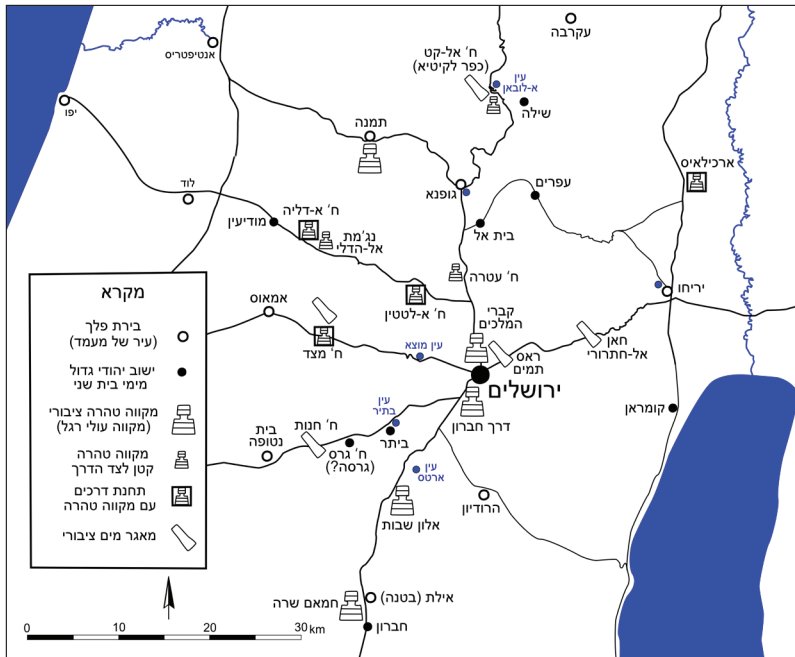 עקרבה
אנטיפטריס
ח' אל-קט
(כפר לקיטיא)
עין
א-לובאן
שילה
יפו
תמנה
ארכילאיס
לוד
ח' א-דליה
מודיעין
נג'מת
אל-הדלי
גופנא
עפרים
בית אל
ח' עטרה
יריחו
ח' א-לטטין
אמאוס
קברי
המלכים
ח' מצד
עין מוצא
ראס
תמים
חאן
אל-חתרורי
ירושלים
דרך חברון
קומראן
עין
בתיר
ביתר
ח' חנות
ח' גרס
(גרסה?)
בית
נטופה
עין
ארטס
אלון שבות
הרודיון
חמאם שרה
אילת (בטנה)
חברון
מקרא
בירת פלך
(עיר של מעמד)
ישוב יהודי גדול
מימי בית שני
מקווה טהרה ציבורי
(מקווה עולי רגל)
מקווה טהרה
קטן לצד הדרך
תחנת דרכים
עם מקווה טהרה
מאגר מים ציבורי
0 10 20 30 km